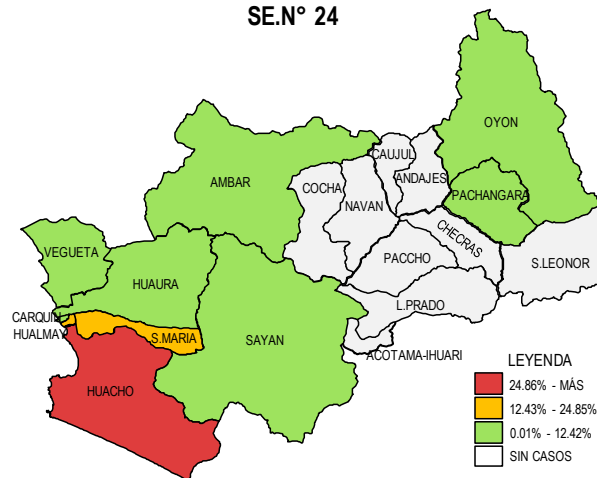 SE.N° 24
OYON
CAUJUL
ANDAJES
AMBAR
COCHA
PACHANGARA
NAVAN
CHECRAS
VEGUETA
PACCHO
S.LEONOR
HUAURA
L.PRADO
CARQUIN
HUALMAY
S.MARIA
SAYAN
ACOTAMA-IHUARI
HUACHO
LEYENDA
24.86% - MÁS
12.43% - 24.85%
0.01% - 12.42%
SIN CASOS